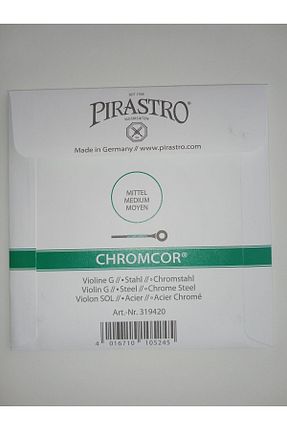 PIRASTRO
Made in Germany // www.pirastro.com
MITTEL
MEDIUM
MOYEN
CHROMCOR®
Violine G // • Stahl // ◦ Chromstahl
Violin G // • Steel // ◦ Chrome Steel
Violon SOL // • Acier // ◦ Acier Chromé
Art.-Nr. 319420
4 016710 105245